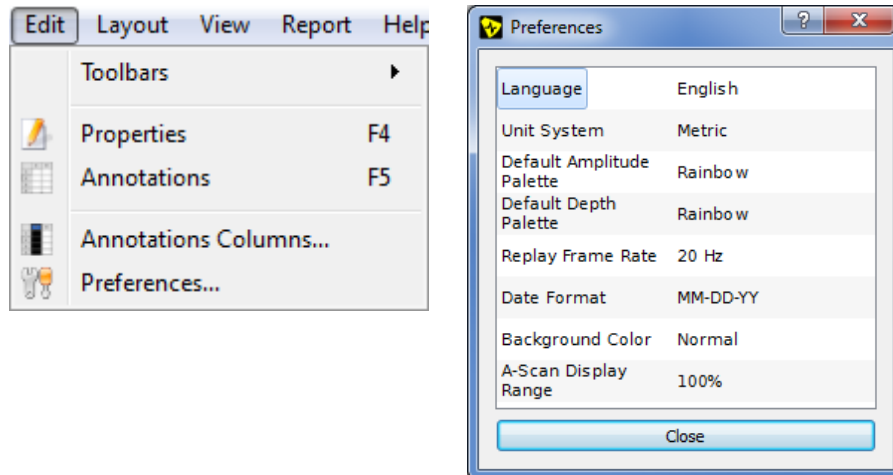 Edit Layout View Report Help
Toolbars
Properties F4
Annotations F5
Annotations Columns...
Preferences...
Preferences
Language English
Unit System Metric
Default Amplitude
Palette Rainbow
Default Depth
Palette Rainbow
Replay Frame Rate 20 Hz
Date Format MM-DD-YY
Background Color Normal
A-Scan Display
Range 100%
Close